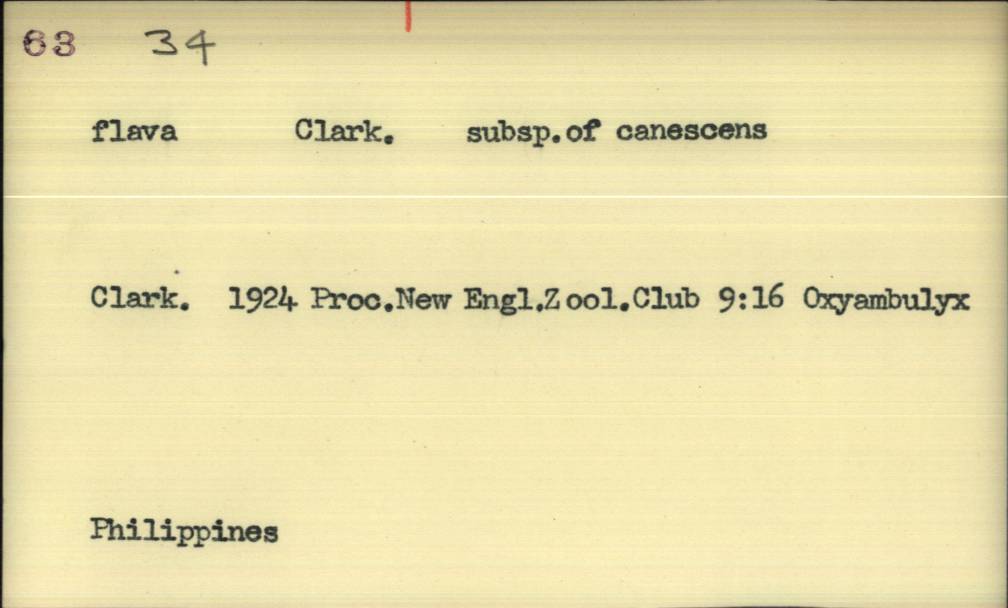 63 34
flava Clark. subsp.of canescens
Clark. 1924 Proc.New Engl.Zool.Club 9:16 Oxyambulyx
Philippines